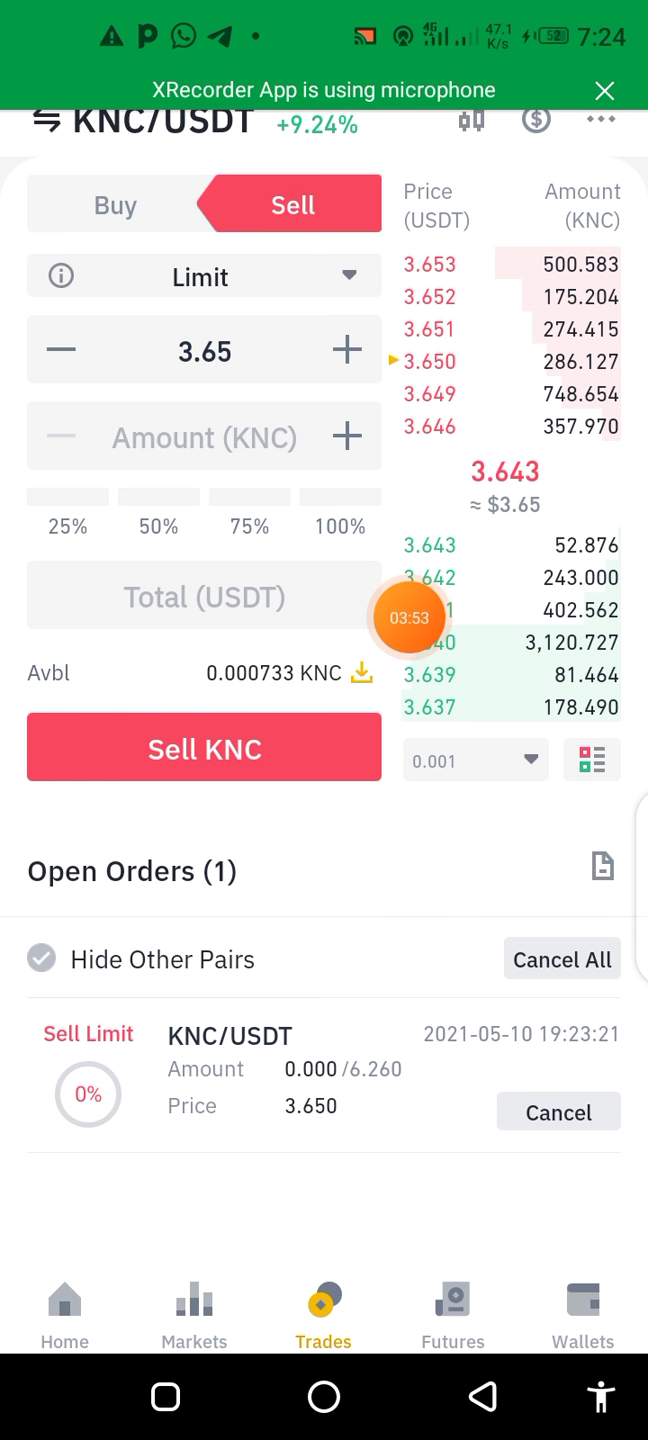 4G
47.1
K/s
52
7:24
XRecorder App is using microphone
KNC/USDT +9.24%
Buy
Sell
Price
(USDT)
Amount
(KNC)
Limit
3.65
Amount (KNC)
25% 50% 75% 100%
Total (USDT)
Avbl 0.000733 KNC
Sell KNC
3.653 500.583
3.652 175.204
3.651 274.415
3.650 286.127
3.649 748.654
3.646 357.970
3.643
≈ $3.65
3.643 52.876
3.642 243.000
402.562
3,120.727
3.639 81.464
3.637 178.490
03:53
0.001
Open Orders (1)
Hide Other Pairs
Cancel All
Sell Limit KNC/USDT 2021-05-10 19:23:21
0%
Amount 0.000 /6.260
Price 3.650
Cancel
Home Markets Trades Futures Wallets